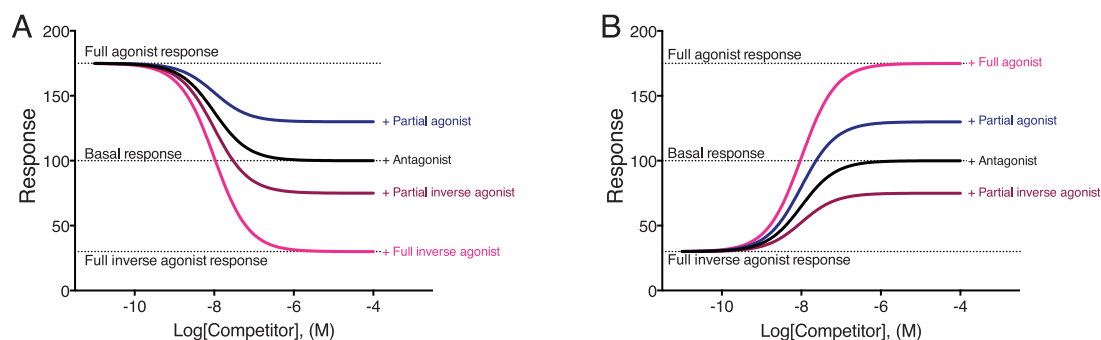 A
200
150
100
50
0
Response
Full agonist response
Basal response
Full inverse agonist response
+ Partial agonist
+ Antagonist
+ Partial inverse agonist
+ Full inverse agonist
-10
-8
-6
-4
Log[Competitor], (M)
B
200
150
100
50
0
Response
Full agonist response
Basal response
Full inverse agonist response
+ Full agonist
+ Partial agonist
+ Antagonist
+ Partial inverse agonist
-10
-8
-6
-4
Log[Competitor], (M)